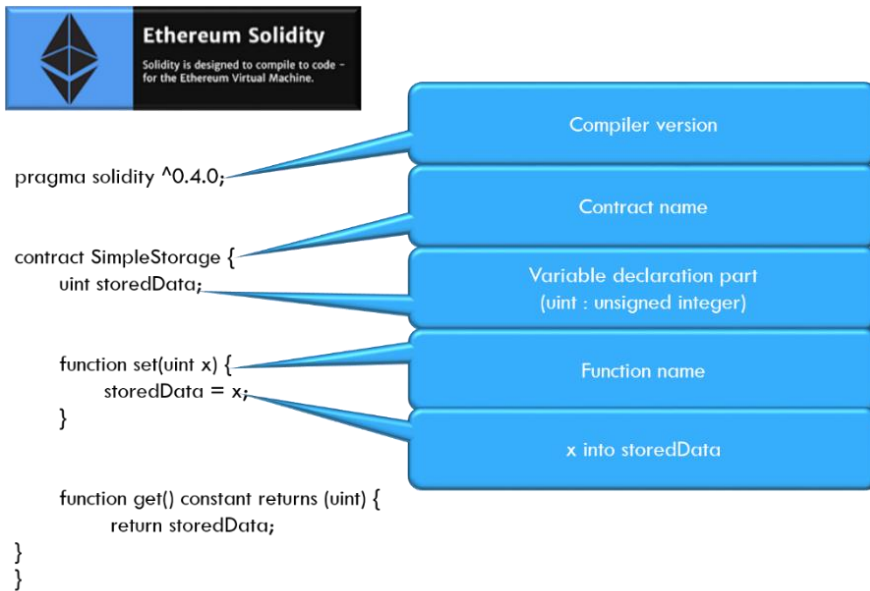 Ethereum Solidity
Solidity is designed to compile to code –
for the Ethereum Virtual Machine.
Compiler version
pragma solidity ^0.4.0;
Contract name
contract SimpleStorage {
uint storedData;
Variable declaration part
(uint : unsigned integer)
function set(uint x) {
Function name
storedData = x;
}
x into storedData
function get() constant returns (uint) {
return storedData;
}
}